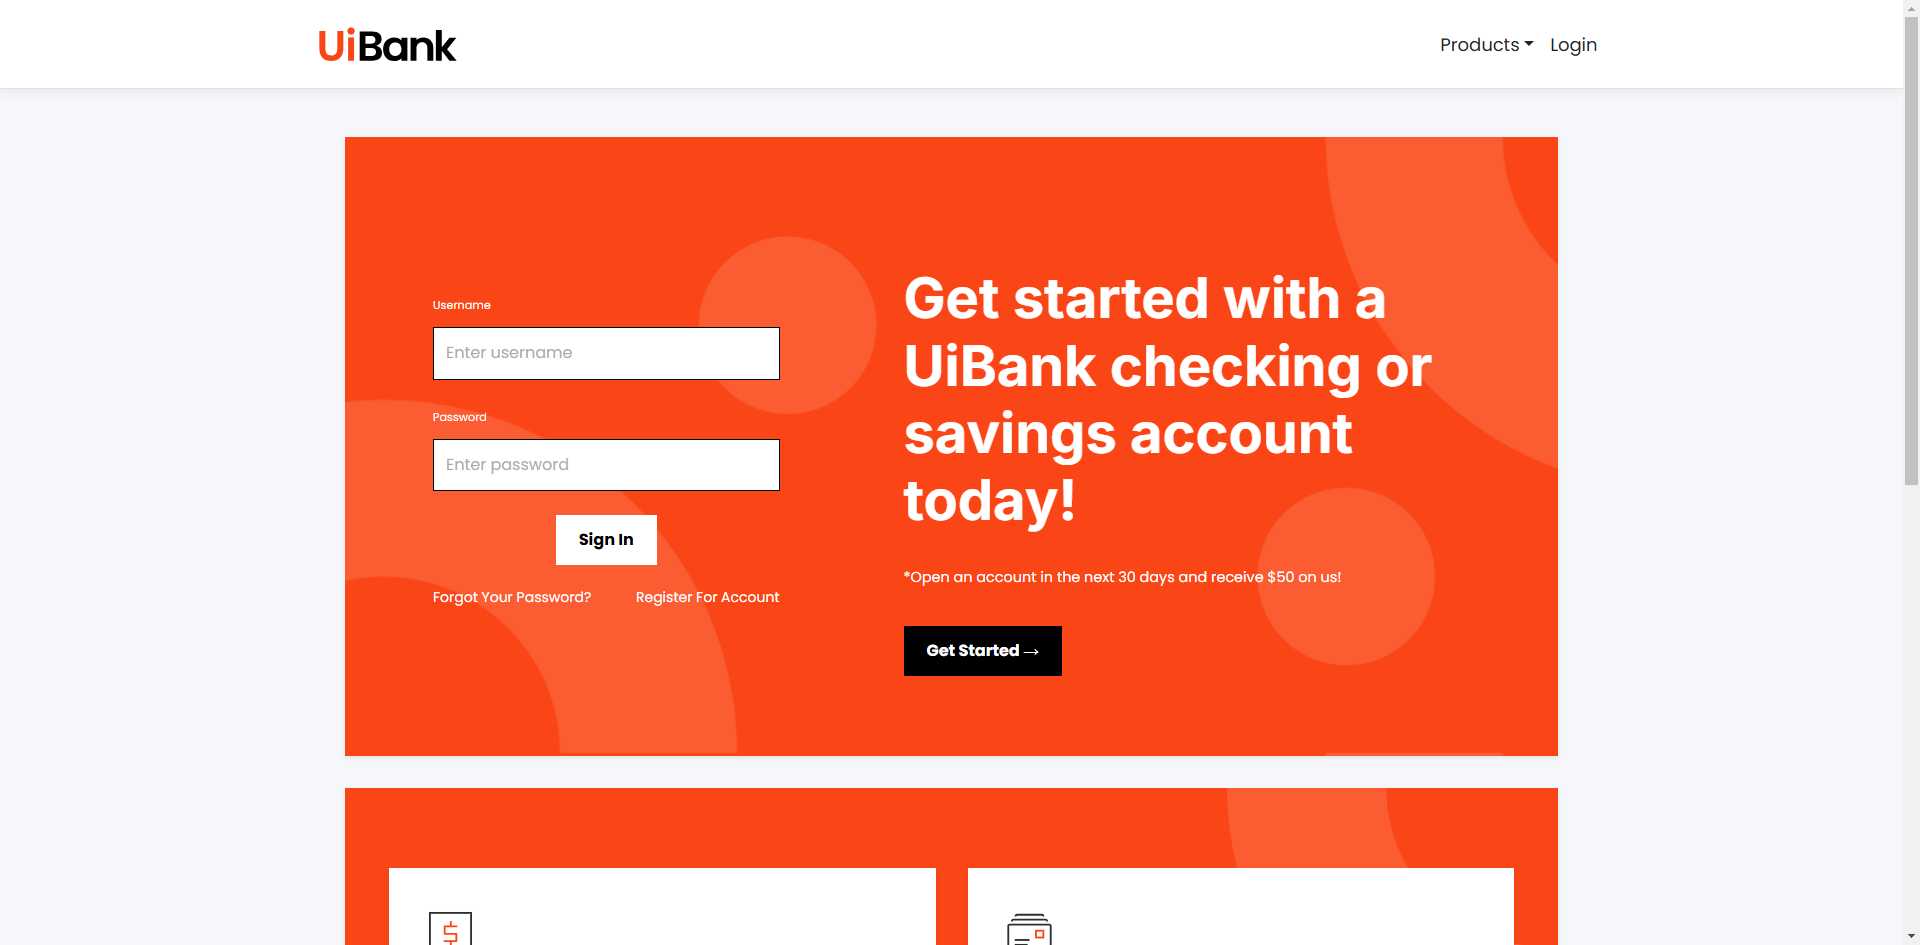 UiBank
Products Login
Username
Enter username
Password
Enter password
Sign In
Forgot Your Password? Register For Account
Get started with a
UiBank checking or
savings account
today!
*Open an account in the next 30 days and receive $50 on us!
Get Started →